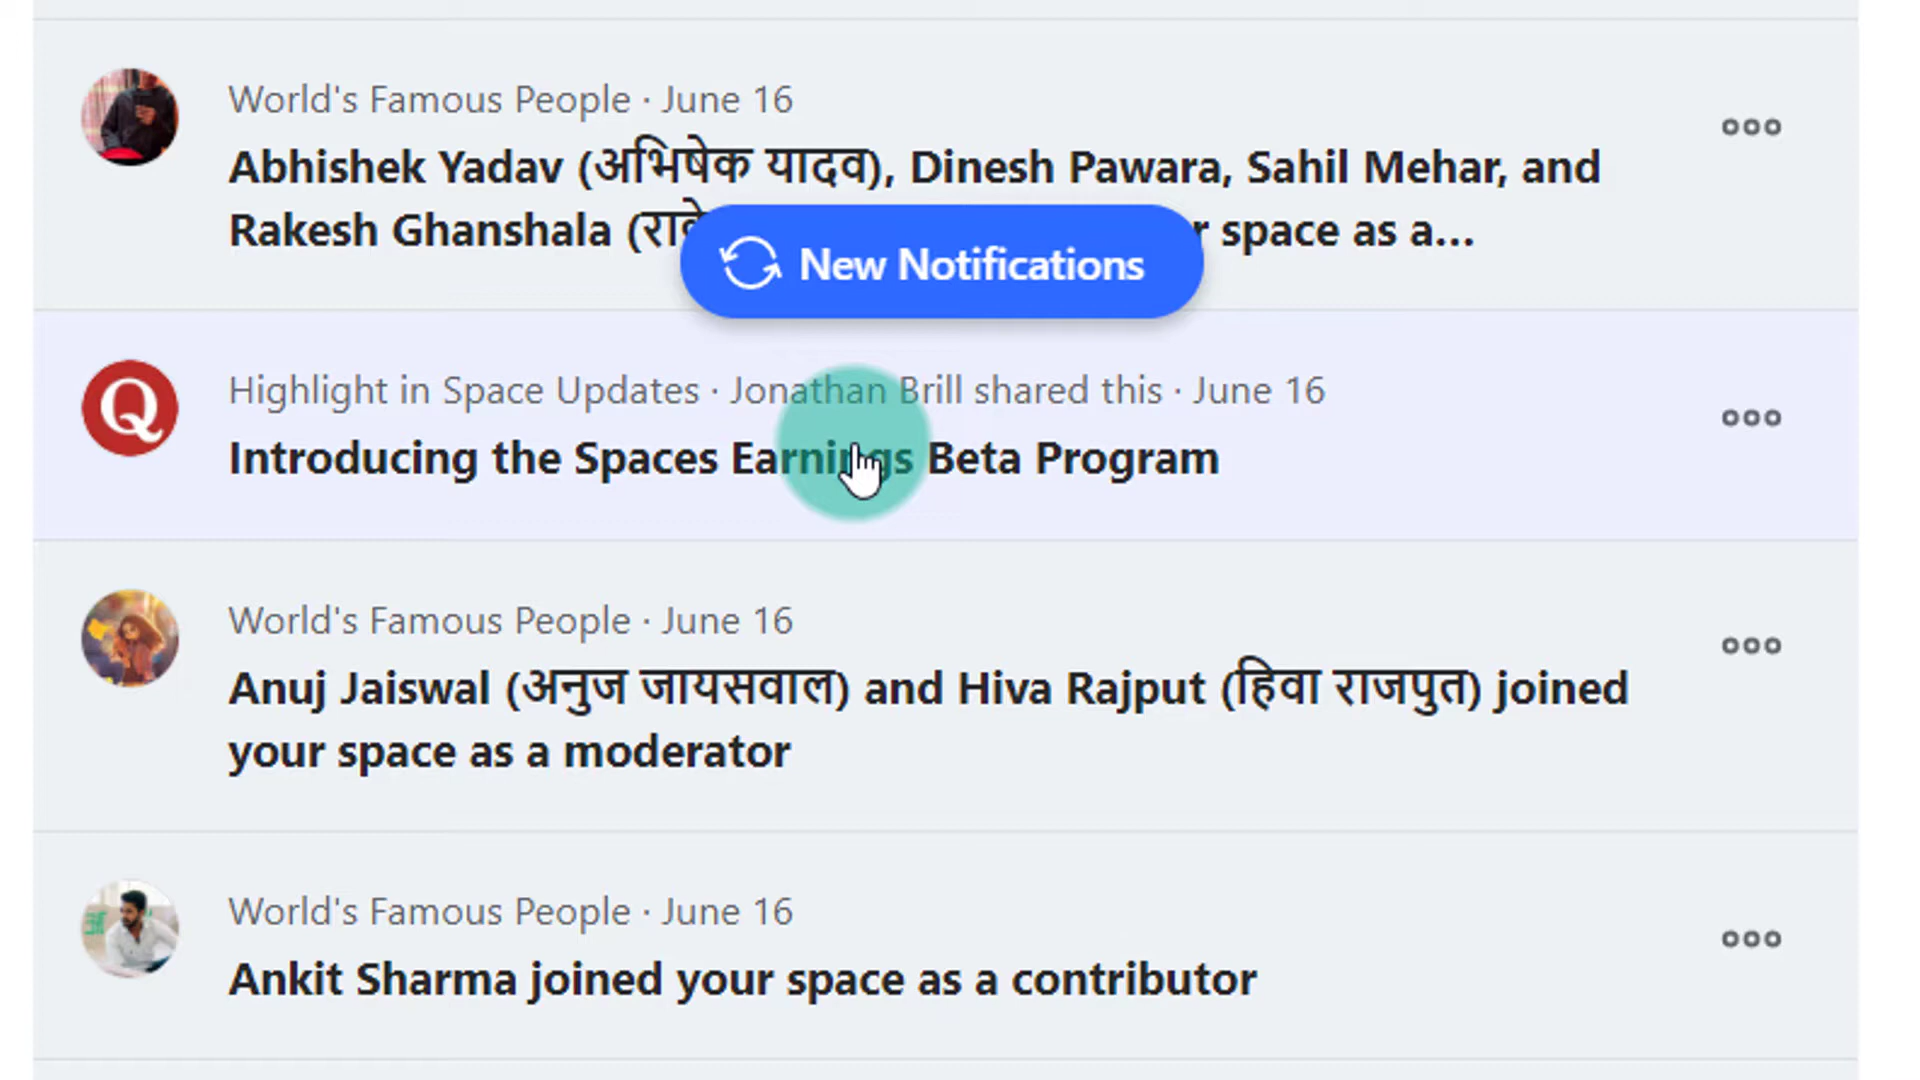 World's Famous People · June 16
Abhishek Yadav (अभिषेक यादव), Dinesh Pawara, Sahil Mehar, and
Rakesh Ghanshala space as a...
New Notifications
Highlight in Space Updates · Jonathan Brill shared this · June 16
Introducing the Spaces Earnings Beta Program
World's Famous People · June 16
Anuj Jaiswal (अनुज जायसवाल) and Hiva Rajput (हिवा राजपुत) joined
your space as a moderator
World's Famous People · June 16
Ankit Sharma joined your space as a contributor